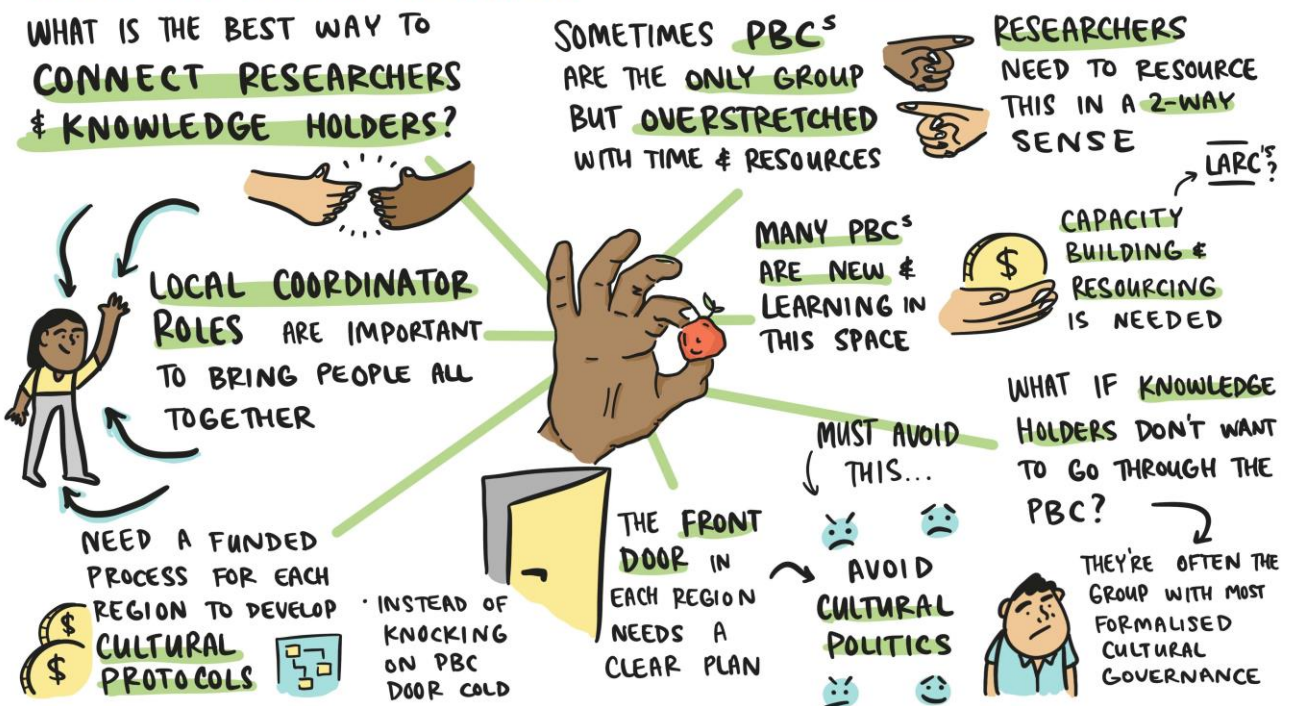 WHAT IS THE BEST WAY TO
CONNECT RESEARCHERS
& KNOWLEDGE HOLDERS?
SOMETIMES PBCs
ARE THE ONLY GROUP
BUT OVERSTRETCHED
WITH TIME & RESOURCES
RESEARCHERS
NEED TO RESOURCE
THIS IN A 2-WAY
SENSE
LARC's?
LOCAL COORDINATOR
ROLES ARE IMPORTANT
TO BRING PEOPLE ALL
TOGETHER
MANY PBCs
ARE NEW &
LEARNING IN
THIS SPACE
$
CAPACITY
BUILDING &
RESOURCING
IS NEEDED
WHAT IF KNOWLEDGE
HOLDERS DON'T WANT
TO GO THROUGH THE
PBC?
THEY'RE OFTEN THE
GROUP WITH MOST
FORMALISED
CULTURAL
GOVERNANCE
MUST AVOID
THIS...
AVOID
CULTURAL
POLITICS
THE FRONT
DOOR IN
EACH REGION
NEEDS A
CLEAR PLAN
NEED A FUNDED
PROCESS FOR EACH
REGION TO DEVELOP
CULTURAL
PROTOCOLS
$
$
• INSTEAD OF
KNOCKING
ON PBC
DOOR COLD